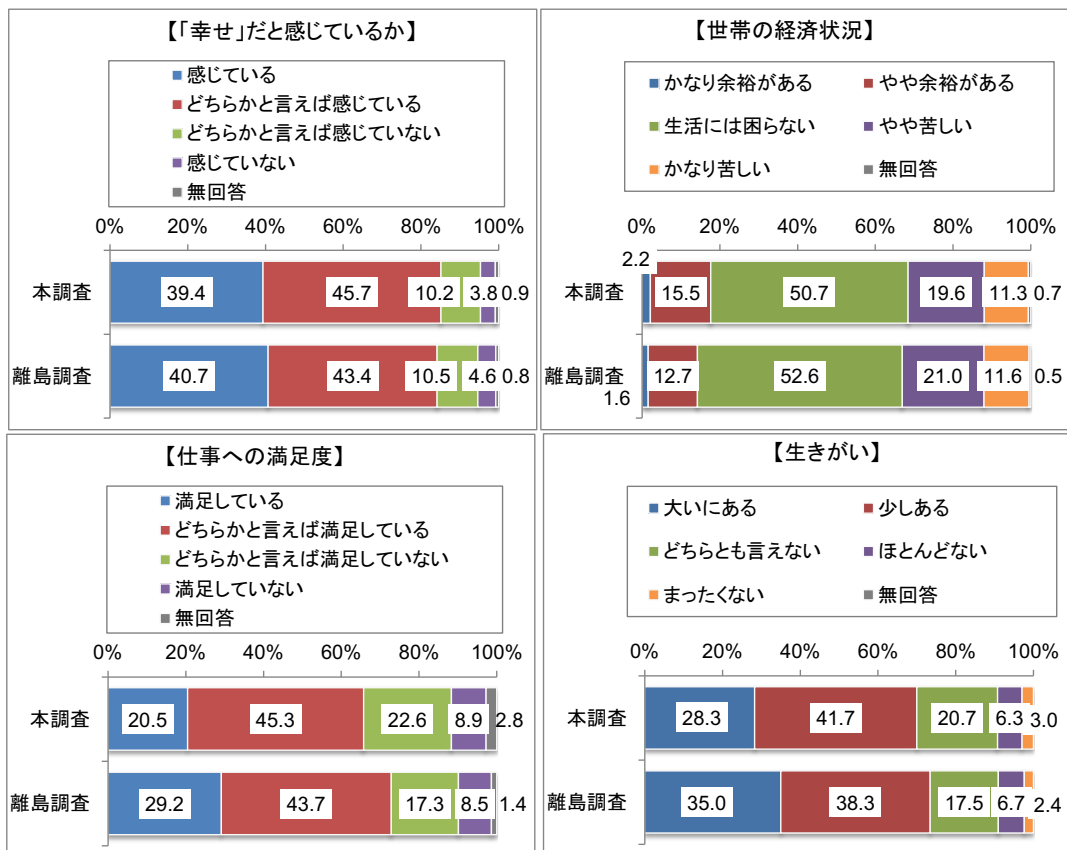 【「幸せ」だと感じているか】
感じている
どちらかと言えば感じている
どちらかと言えば感じていない
感じていない
無回答
0% 20% 40% 60% 80% 100%
本調査 39.4 45.7 10.2 3.8 0.9
離島調査 40.7 43.4 10.5 4.6 0.8
【世帯の経済状況】
かなり余裕がある やや余裕がある
生活には困らない やや苦しい
かなり苦しい 無回答
0% 20% 40% 60% 80% 100%
本調査 2.2 15.5 50.7 19.6 11.3 0.7
離島調査 1.6 12.7 52.6 21.0 11.6 0.5
【仕事への満足度】
満足している
どちらかと言えば満足している
どちらかと言えば満足していない
満足していない
無回答
0% 20% 40% 60% 80% 100%
本調査 20.5 45.3 22.6 8.9 2.8
離島調査 29.2 43.7 17.3 8.5 1.4
【生きがい】
大いにある 少しある
どちらとも言えない ほとんどない
まったくない 無回答
0% 20% 40% 60% 80% 100%
本調査 28.3 41.7 20.7 6.3 3.0
離島調査 35.0 38.3 17.5 6.7 2.4